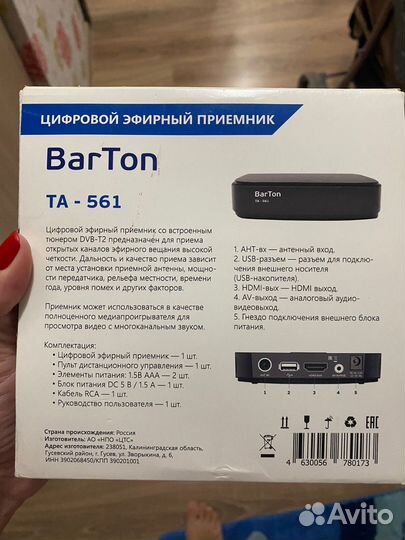 ЦИФРОВОЙ ЭФИРНЫЙ ПРИЕМНИК
BarTon
TA - 561
BarTon
TA - 561
Цифровой эфирный приёмник со встроенным
тюнером DVB-T2 предназначен для приема
открытых каналов эфирного вещания высокой
четкости. Дальность и качество приема зависит
от места установки приемной антенны, мощнос-
ти передатчика, рельефа местности, времени
года, уровня помех и других факторов.
Приемник может использоваться в качестве
полноценного медиапроигрывателя для
просмотра видео с многоканальным звуком.
Комплектация:
• Цифровой эфирный приемник — 1 шт.
• Пульт дистанционного управления — 1 шт.
• Элементы питания: 1.5В ААА — 2 шт.
• Блок питания DC 5 В / 1.5 А — 1 шт.
• Кабель RCA — 1 шт.
• Руководство пользователя — 1 шт.
1. АНТ-вх — антенный вход.
2. USB-разъем — разъем для подклю-
чения внешнего носителя
(USB-накопителя).
3. HDMI-вых — HDMI выход.
4. AV-выход — аналоговый аудио-
видеовыход.
5. Гнездо подключения внешнего блока
питания.
1 2 3 4 5
Страна происхождения: Россия
Изготовитель: АО «НПО «ЦТС»
Адрес изготовителя: 238051, Калининградская область,
Гусевский район, г. Гусев, ул. Зворыкина, д. 6,
ИНН 3902068450/КПП 390201001
EAC
4 630056 780173
Avito